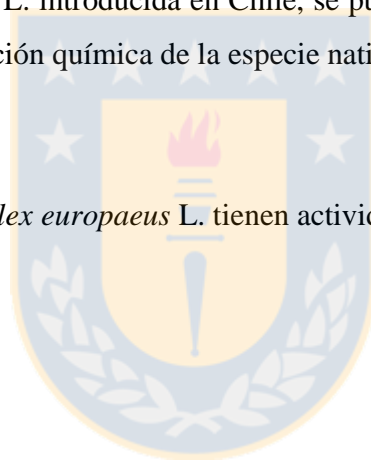 L. introducida en Chile, se pu
ción química de la especie nati
lex europaeus L. tienen activid